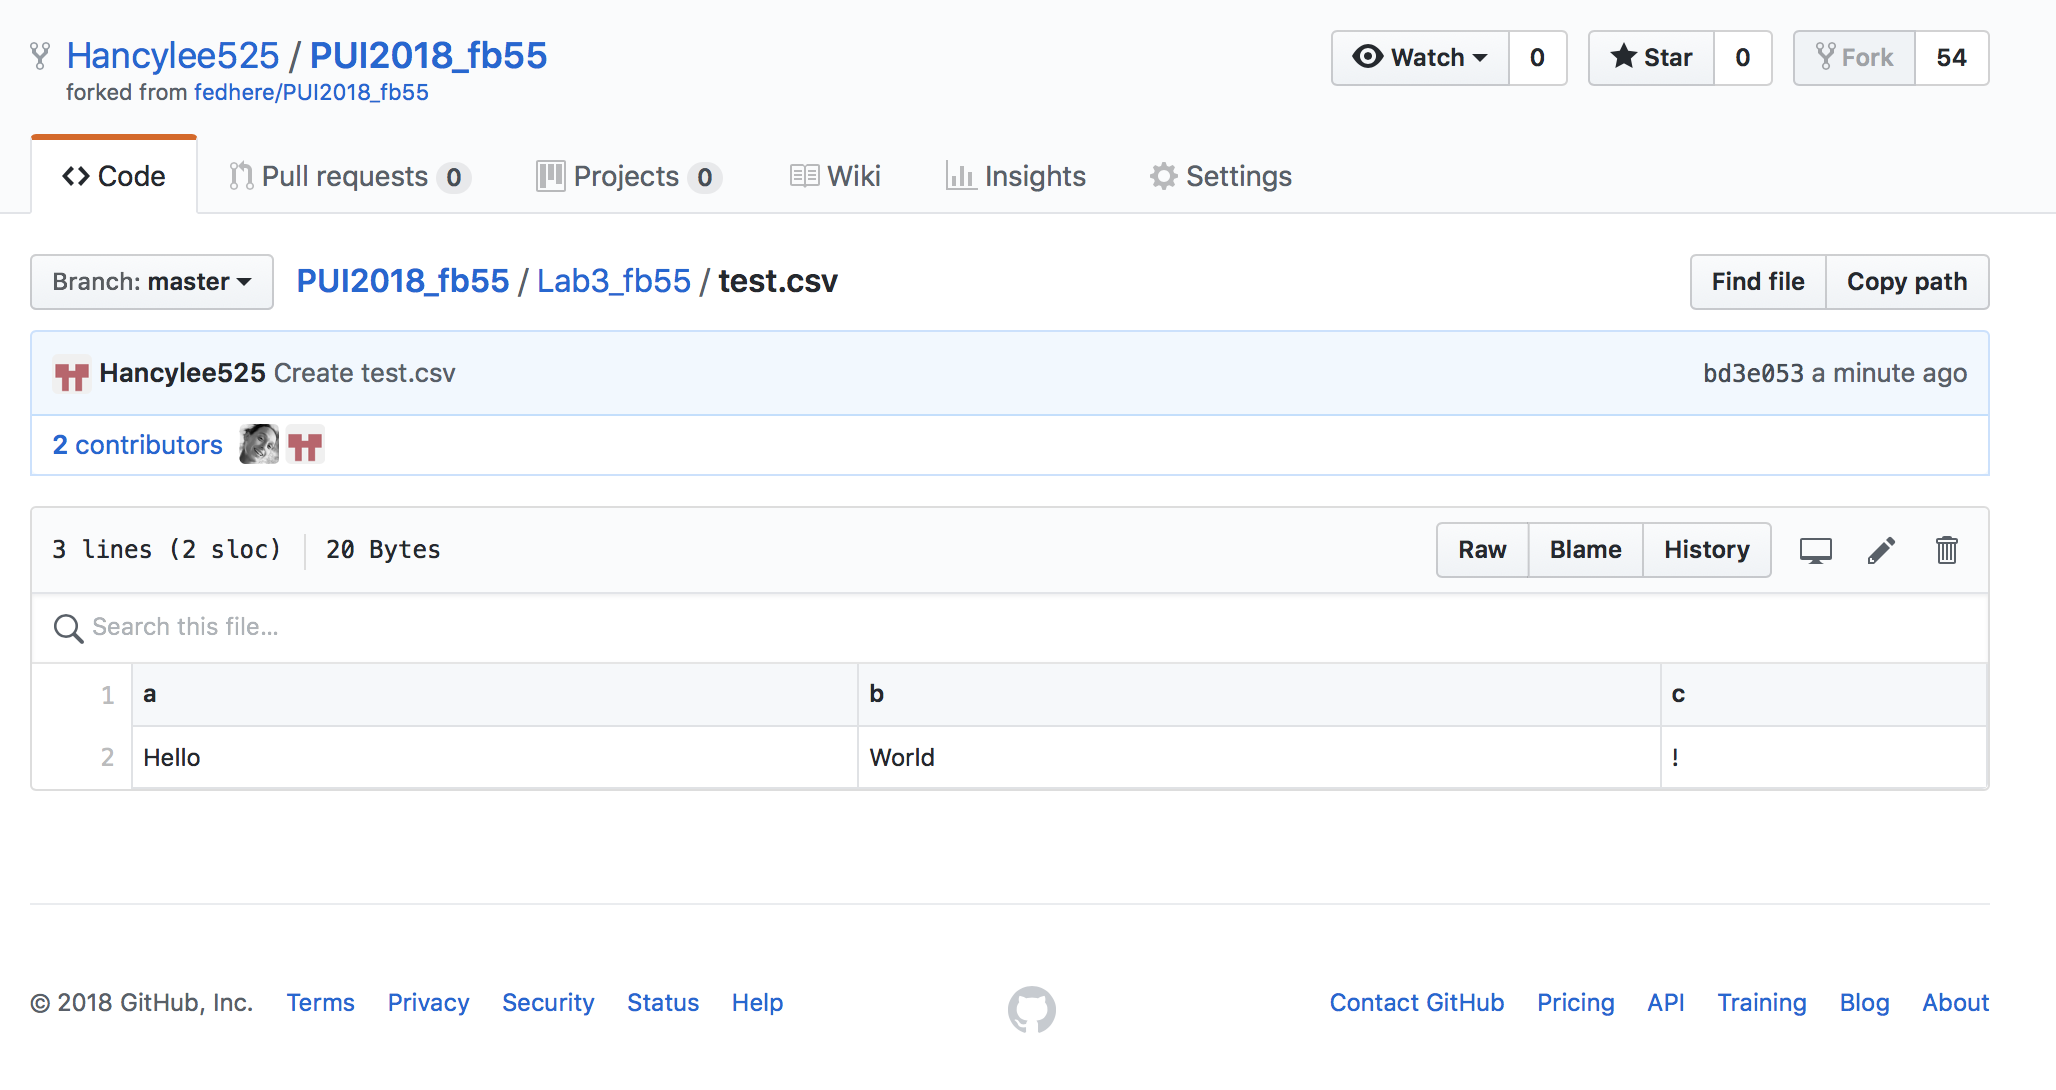 Hancylee525 / PUI2018_fb55
forked from fedhere/PUI2018_fb55
Watch 0 Star 0 Fork 54
Code Pull requests 0 Projects 0 Wiki Insights Settings
Branch: master PUI2018_fb55 / Lab3_fb55 / test.csv Find file Copy path
Hancylee525 Create test.csv bd3e053 a minute ago
2 contributors
3 lines (2 sloc) 20 Bytes Raw Blame History
Search this file...
1 a b c
2 Hello World !
© 2018 GitHub, Inc. Terms Privacy Security Status Help Contact GitHub Pricing API Training Blog About